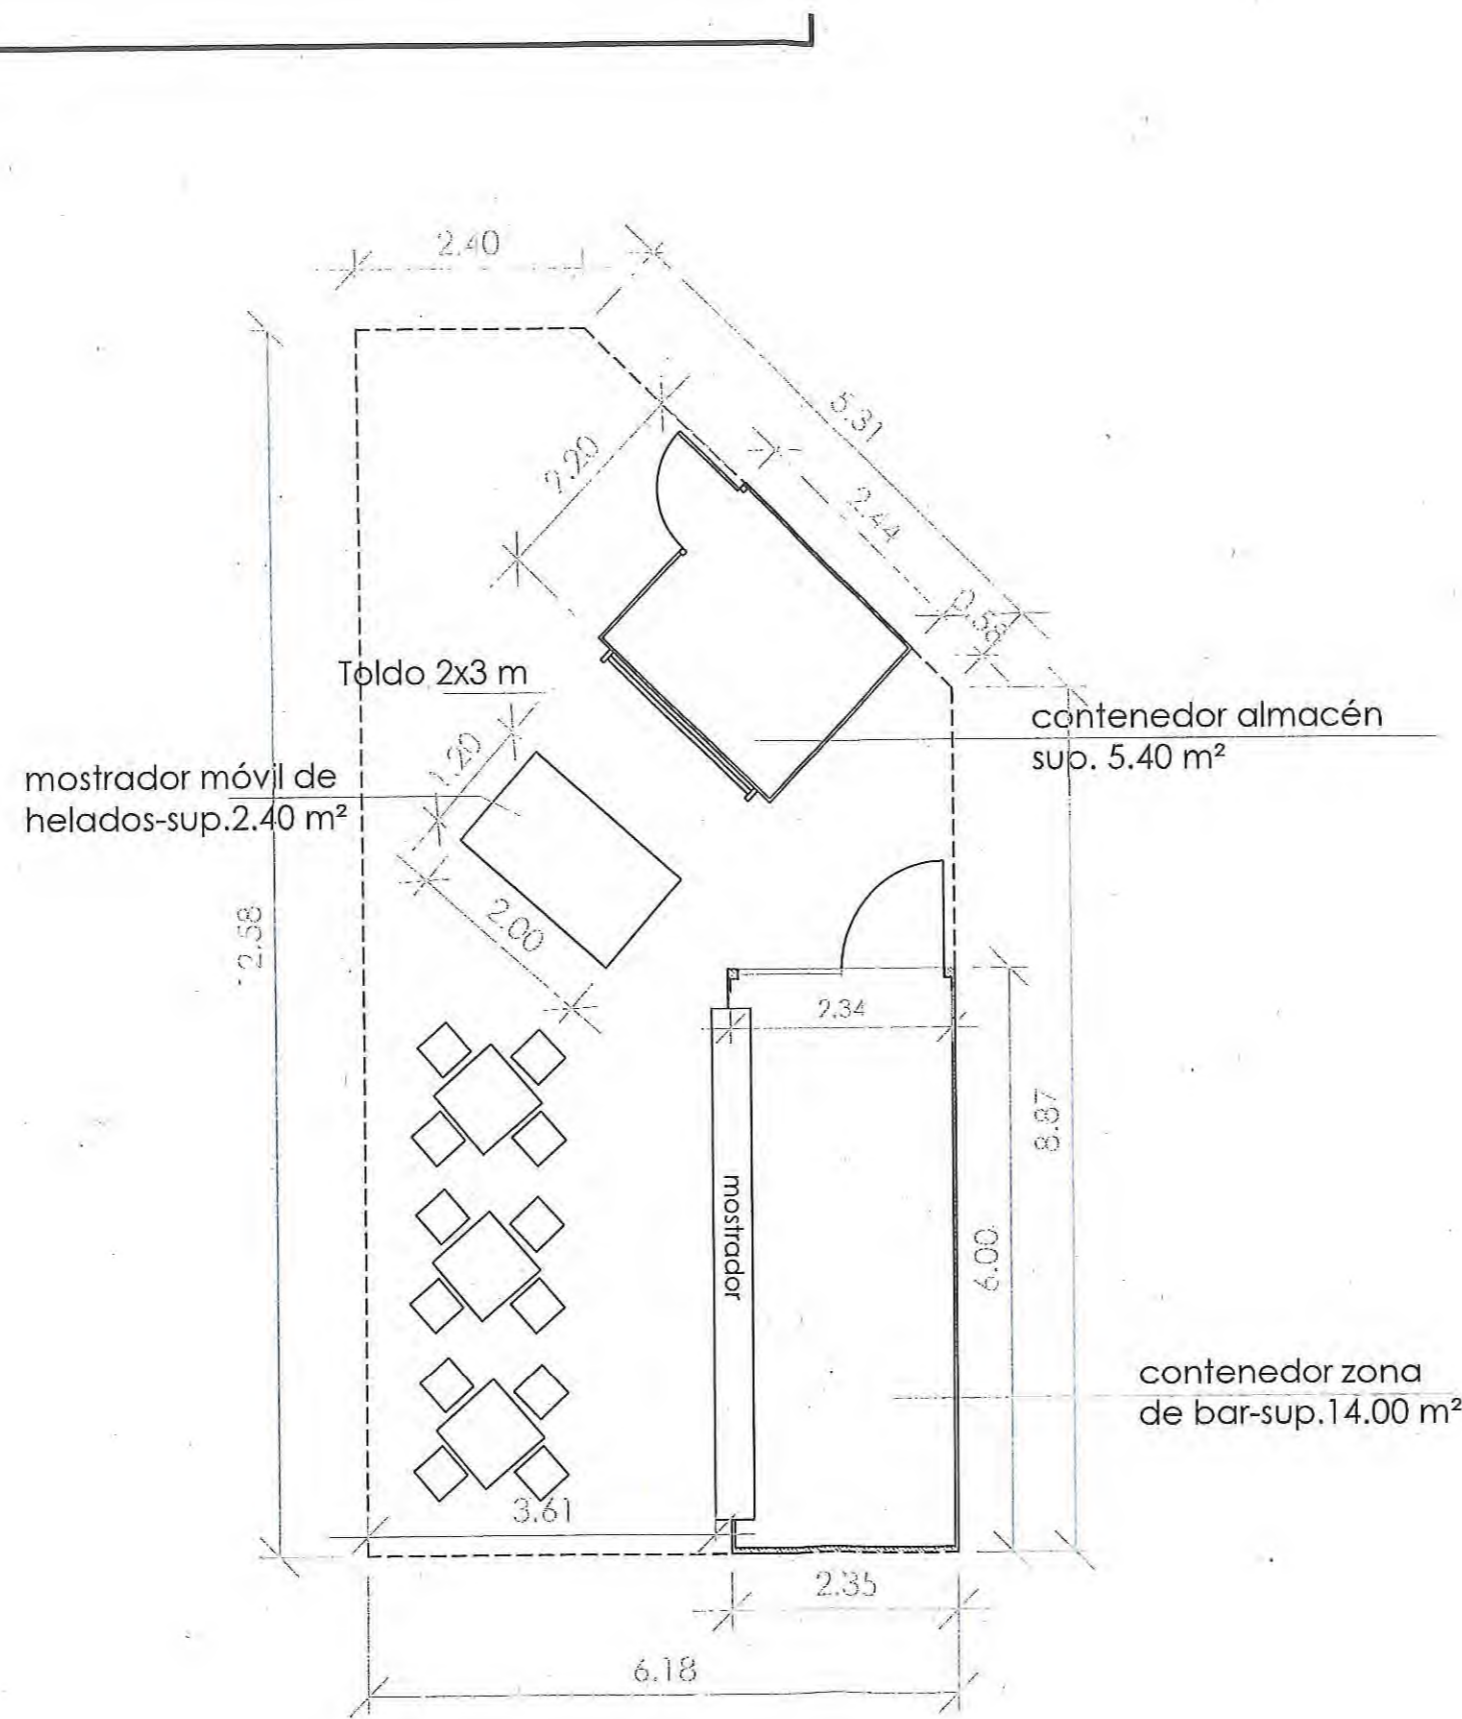 2.40
5.31
2.20
2.44
0.58
Toldo 2x3 m
contenedor almacén
sup. 5.40 m²
1.20
mostrador móvil de
helados-sup.2.40 m²
2.00
2.34
8.87
mostrador
6.00
contenedor zona
de bar-sup.14.00 m²
3.61
2.35
6.18